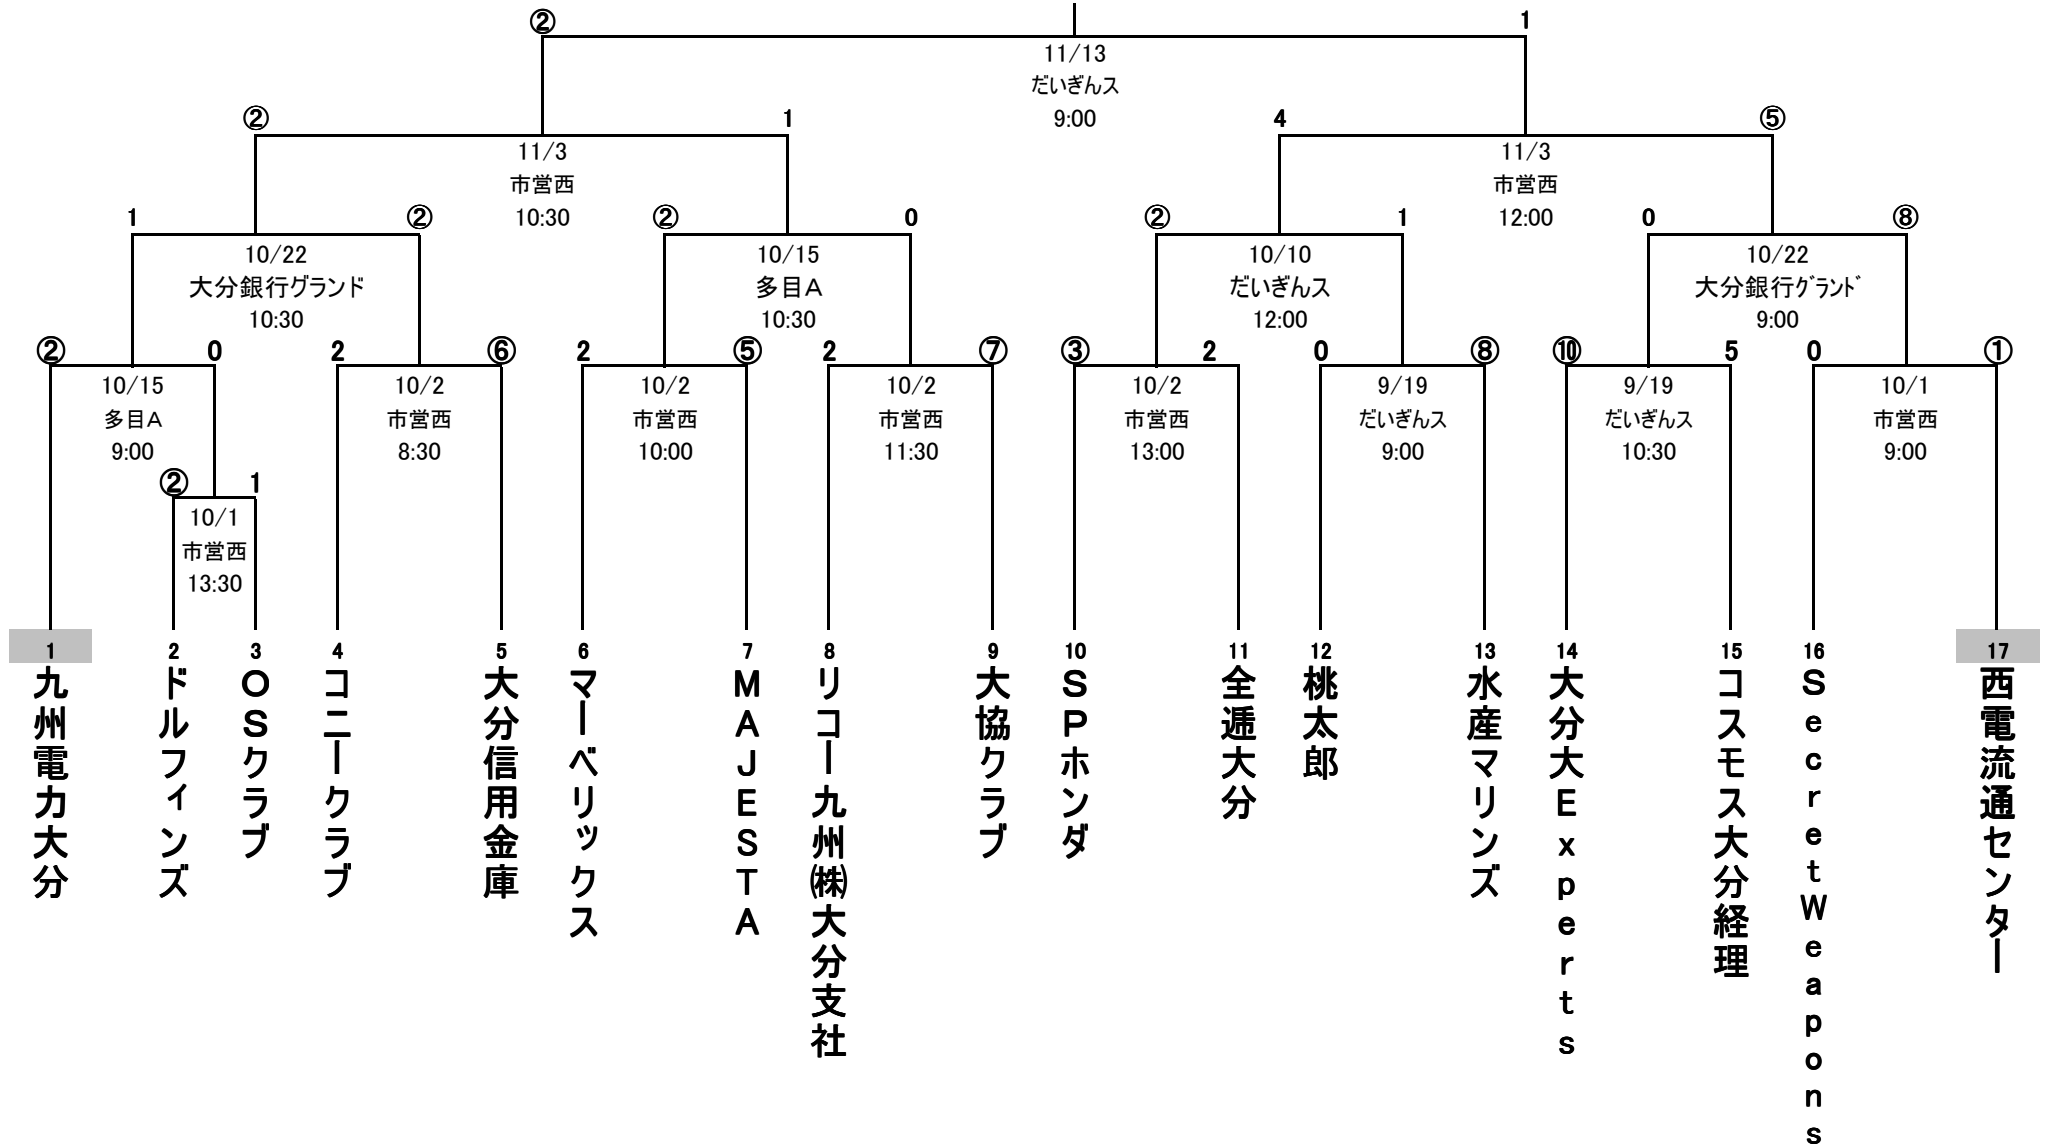 ② 1
11/13
だいぎんス
9:00
② 1 4 ⑤
11/3 11/3
市営西 市営西
10:30 12:00
1 ② ② 0 ② 1 0 ⑧
10/22 10/15 10/10 10/22
大分銀行グランド 多目A だいぎんス 大分銀行ｸﾞﾗﾝﾄﾞ
10:30 10:30 12:00 9:00
② 0 2 ⑥ 2 ⑤ 2 ⑦ ③ 2 0 ⑧ ⑩ 5 0 ①
10/15 10/2 10/2 10/2 10/2 9/19 9/19 10/1
多目A 市営西 市営西 市営西 市営西 だいぎんス だいぎんス 市営西
9:00 8:30 10:00 11:30 13:00 9:00 10:30 9:00
② 1
10/1
市営西
13:30
1 2 3 4 5 6 7 8 9 10 11 12 13 14 15 16 17
九州電力大分
ドルフィンズ
ＯＳクラブ
コニークラブ
大分信用金庫
マーベリックス
ＭＡＪＥＳＴＡ
リコー九州㈱大分支社
大協クラブ
ＳＰホンダ
全逓大分
桃太郎
水産マリンズ
大分大Ｅｘｐｅｒｔｓ
コスモス大分経理
ＳｅｃｒｅｔＷｅａｐｏｎｓ
西電流通センター